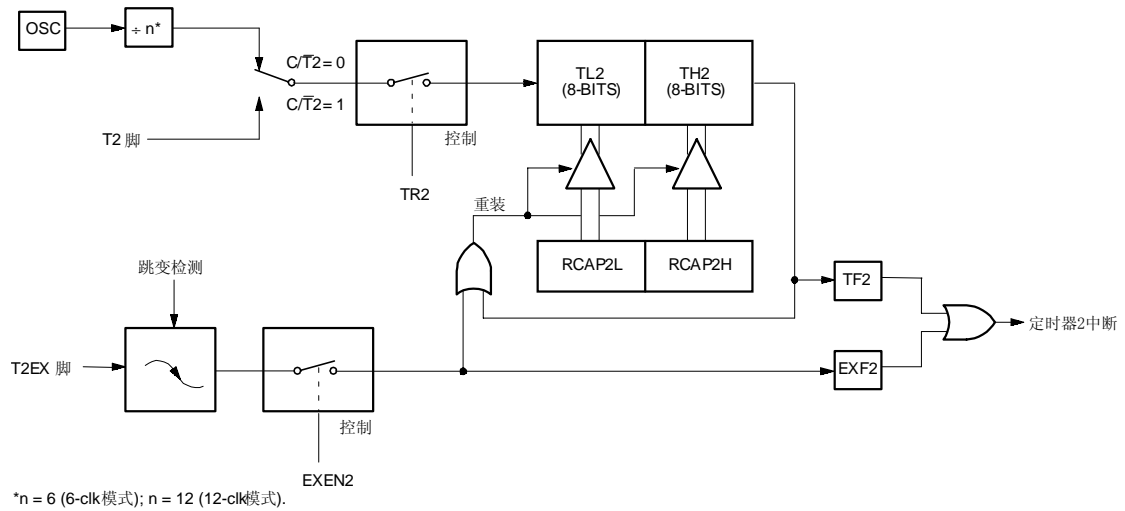 OSC
÷ n*
C/T̅2 = 0
C/T̅2 = 1
T2 脚
控制
TR2
TL2
(8-BITS)
TH2
(8-BITS)
重装
RCAP2L
RCAP2H
跳变检测
TF2
定时器2中断
T2EX 脚
EXF2
控制
EXEN2
*n = 6 (6-clk模式); n = 12 (12-clk模式).